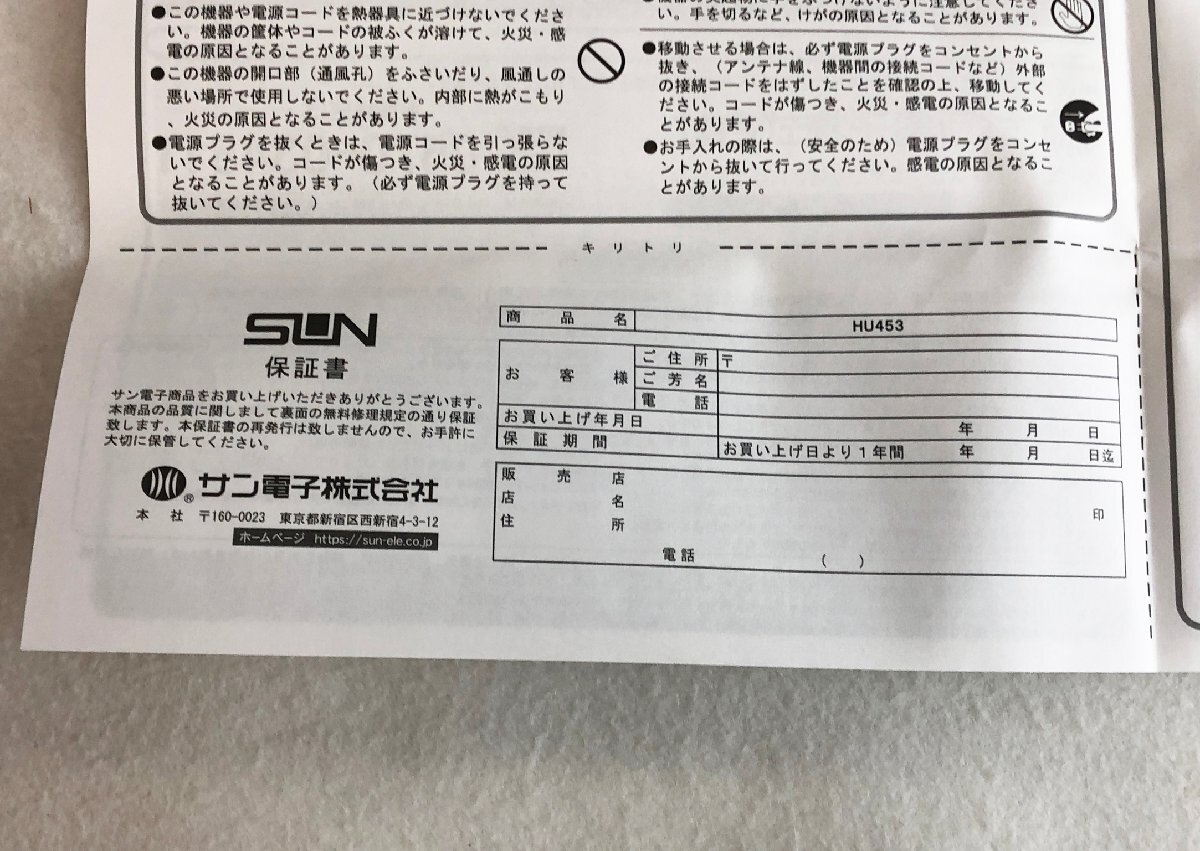 ●この機器や電源コードを熱器具に近づけないでくださ
い。機器の筐体やコードの被ふくが溶けて、火災・感
電の原因となることがあります。
●この機器の開口部（通風孔）をふさいだり、風通しの
悪い場所で使用しないでください。内部に熱がこもり
、火災の原因となることがあります。
●電源プラグを抜くときは、電源コードを引っ張らな
いでください。コードが傷つき、火災・感電の原因
となることがあります。（必ず電源プラグを持って
抜いてください。）
い。手を切るなど、けがの原因となることがあります。
●移動させる場合は、必ず電源プラグをコンセントから
抜き、（アンテナ線、機器間の接続コードなど）外部
の接続コードをはずしたことを確認の上、移動してく
ださい。コードが傷つき、火災・感電の原因となるこ
とがあります。
●お手入れの際は、（安全のため）電源プラグをコンセ
ントから抜いて行ってください。感電の原因となるこ
とがあります。
キリトリ
SUN
保証書
サン電子商品をお買い上げいただきありがとうございます。
本商品の品質に関しまして裏面の無料修理規定の通り保証
致します。本保証書の再発行は致しませんので、お手許に
大切に保管してください。
® サン電子株式会社
本社 〒160-0023 東京都新宿区西新宿4-3-12
ホームページ https://sun-ele.co.jp
商品名 HU453
お客様 ご住所 〒
ご芳名
電話
お買い上げ年月日 年 月 日
保証期間 お買い上げ日より1年間 年 月 日迄
販売店
店名 印
住所
電話 （ ）